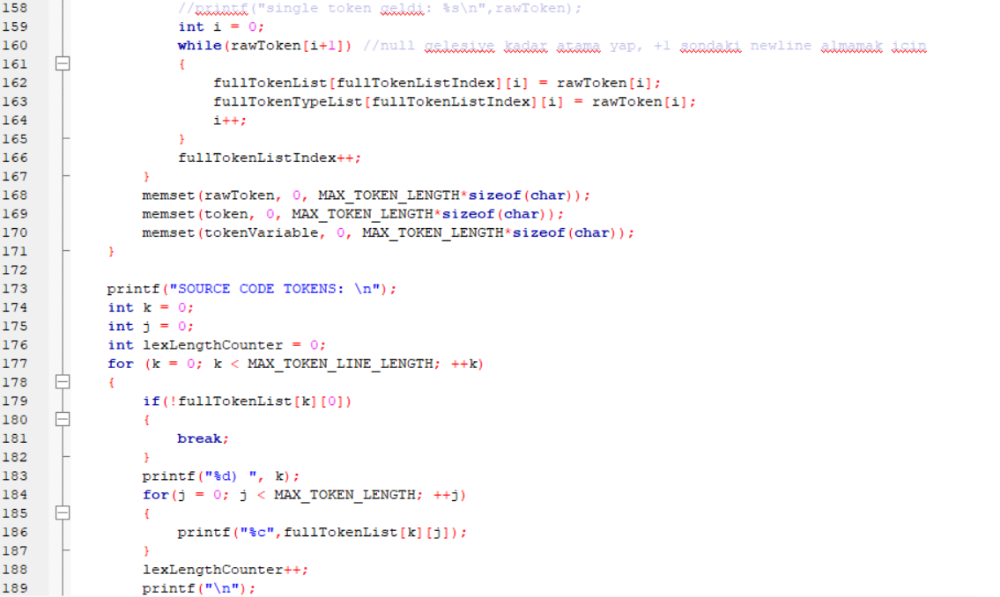 158 //printf("single token geldi: %s\n",rawToken);
159 int i = 0;
160 while(rawToken[i+1]) //null gelesiye kadar atama yap, +1 sondaki newline almamak icin
161 {
162 fullTokenList[fullTokenListIndex][i] = rawToken[i];
163 fullTokenTypeList[fullTokenListIndex][i] = rawToken[i];
164 i++;
165 }
166 fullTokenListIndex++;
167 }
168 memset(rawToken, 0, MAX_TOKEN_LENGTH*sizeof(char));
169 memset(token, 0, MAX_TOKEN_LENGTH*sizeof(char));
170 memset(tokenVariable, 0, MAX_TOKEN_LENGTH*sizeof(char));
171 }
172
173 printf("SOURCE CODE TOKENS: \n");
174 int k = 0;
175 int j = 0;
176 int lexLengthCounter = 0;
177 for (k = 0; k < MAX_TOKEN_LINE_LENGTH; ++k)
178 {
179 if(!fullTokenList[k][0])
180 {
181 break;
182 }
183 printf("%d) ", k);
184 for(j = 0; j < MAX_TOKEN_LENGTH; ++j)
185 {
186 printf("%c",fullTokenList[k][j]);
187 }
188 lexLengthCounter++;
189 printf("\n");